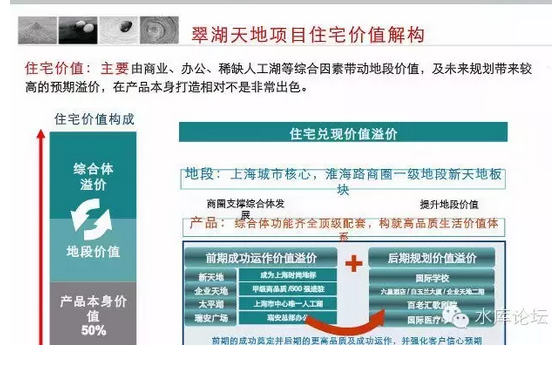 翠湖天地项目住宅价值解构
住宅价值：主要由商业、办公、稀缺人工湖等综合因素带动地段价值，及未来规划带来较
高的预期溢价，在产品本身打造相对不是非常出色。
住宅价值构成
综合体
溢价
地段价值
产品本身价
值
50%
住宅兑现价值溢价
地段：上海城市核心，淮海路商圈一级地段新天地板
块
商圈支撑综合体发
展
提升地段价值
产品：综合体功能齐全顶级配套，构就高品质生活价值体
系
前期成功运作价值溢价
新天地 成为上海时尚地标
企业天地 甲级高品质/500强进驻
太平湖 上海市中心唯一人工湖
瑞安广场 瑞安总部办公
+
后期规划价值溢价
国际学校
六星酒店/白玉兰大厦/企业天地二期
百老汇歌剧院
国际医疗
前期的成功奠定并后期的更高品质及成功运作，并强化客户信心预期
水库论坛